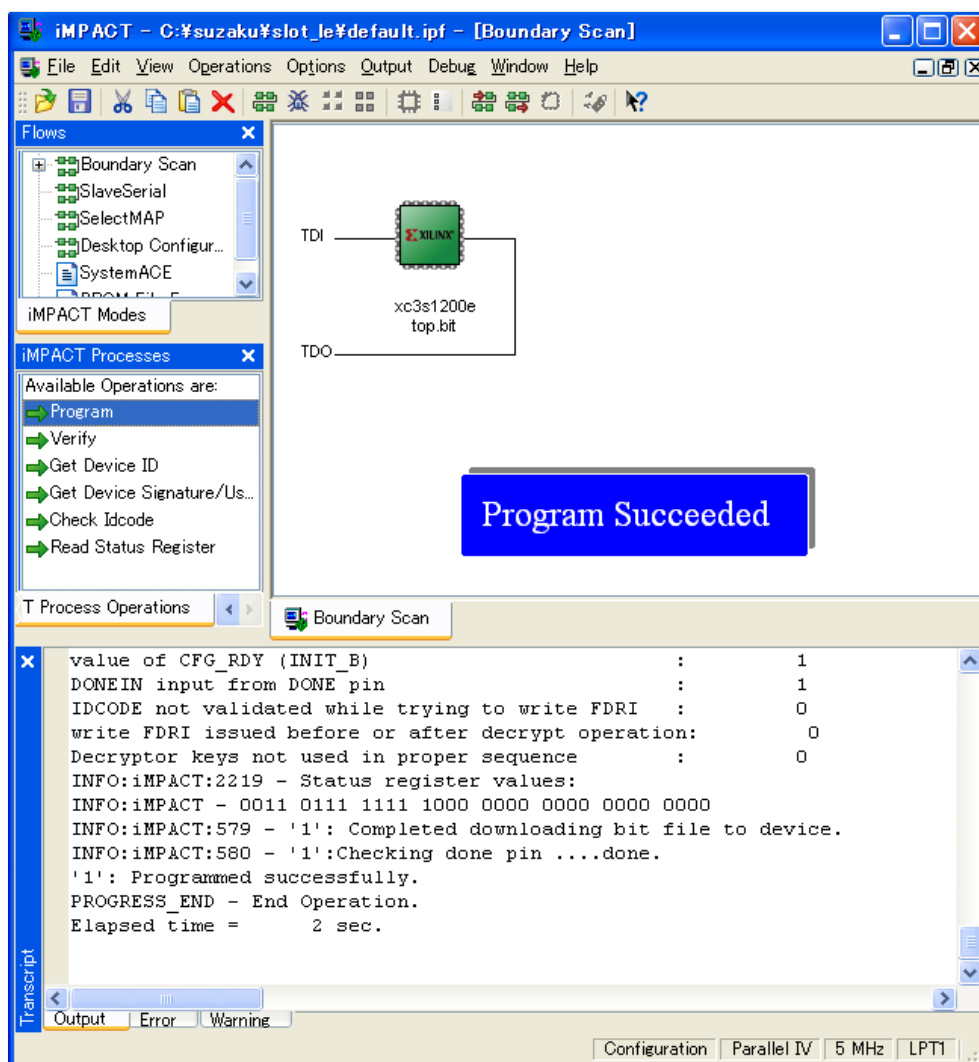 iMPACT - C:¥suzaku¥slot_le¥default.ipf - [Boundary Scan]
File Edit View Operations Options Output Debug Window Help
Flows
Boundary Scan
SlaveSerial
SelectMAP
Desktop Configur...
SystemACE
iMPACT Modes
iMPACT Processes
Available Operations are:
Program
Verify
Get Device ID
Get Device Signature/Us...
Check Idcode
Read Status Register
T Process Operations
TDI
XILINX
xc3s1200e
top.bit
TDO
Program Succeeded
Boundary Scan
value of CFG_RDY (INIT_B) : 1
DONEIN input from DONE pin : 1
IDCODE not validated while trying to write FDRI : 0
write FDRI issued before or after decrypt operation: 0
Decryptor keys not used in proper sequence : 0
INFO:iMPACT:2219 - Status register values:
INFO:iMPACT - 0011 0111 1111 1000 0000 0000 0000 0000
INFO:iMPACT:579 - '1': Completed downloading bit file to device.
INFO:iMPACT:580 - '1':Checking done pin ....done.
'1': Programmed successfully.
PROGRESS_END - End Operation.
Elapsed time = 2 sec.
Transcript
Output Error Warning
Configuration Parallel IV 5 MHz LPT1